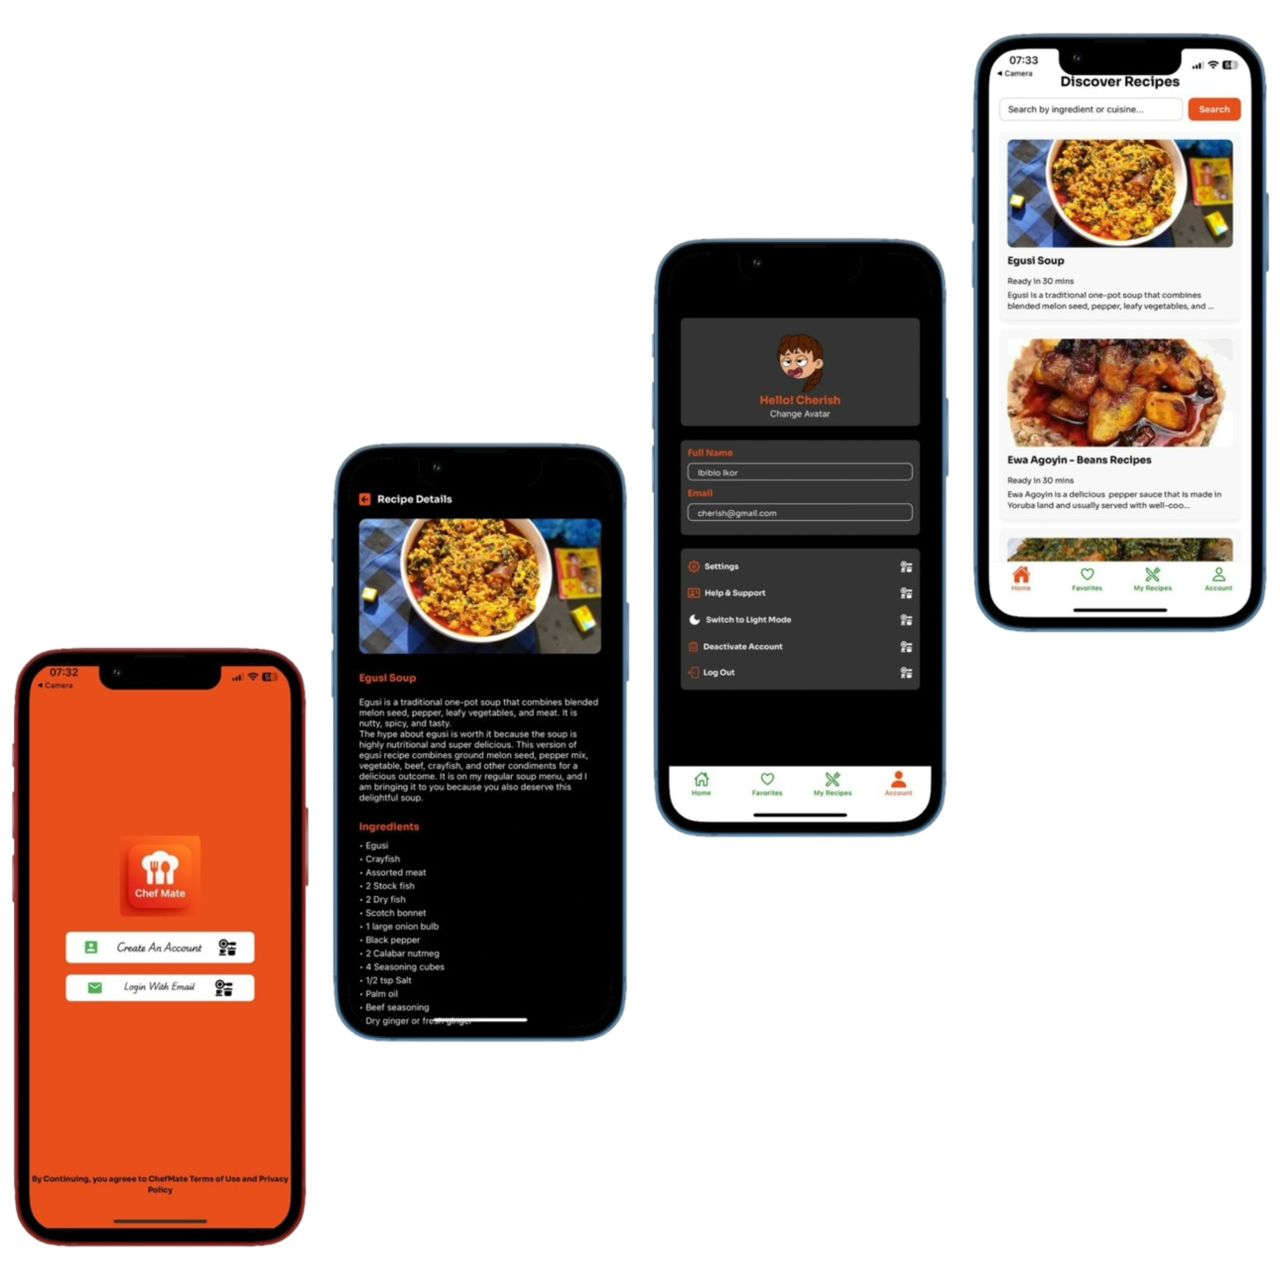 07:32
Camera
Chef Mate
Create An Account
Login With Email
By Continuing, you agreee to ChefMate Terms of Use and Privacy
Policy
Recipe Details
Egusi Soup
Egusi is a traditional one-pot soup that combines blended
melon seed, pepper, leafy vegetables, and meat. It is
nutty, spicy, and tasty.
The hype about egusi is worth it because the soup is
highly nutritional and super delicious. This version of
egusi recipe combines ground melon seed, pepper mix,
vegetable, beef, crayfish, and other condiments for a
delicious outcome. It is on my regular soup menu, and I
am bringing it to you because you also deserve this
delightful soup.
Ingredients
• Egusi
• Crayfish
• Assorted meat
• 2 Stock fish
• 2 Dry fish
• Scotch bonnet
• 1 large onion bulb
• Black pepper
• 2 Calabar nutmeg
• 4 Seasoning cubes
• 1/2 tsp Salt
• Palm oil
• Beef seasoning
Dry ginger or fresh ginger
Hello! Cherish
Change Avatar
Full Name
Ibibio Ikor
Email
cherish@gmail.com
Settings
Help & Support
Switch to Light Mode
Deactivate Account
Log Out
Home Favorites My Recipes Account
07:33
Camera
Discover Recipes
Search by ingredient or cuisine... Search
Egusi Soup
Ready in 30 mins
Egusi is a traditional one-pot soup that combines
blended melon seed, pepper, leafy vegetables, and ...
Ewa Agoyin - Beans Recipes
Ready in 30 mins
Ewa Agoyin is a delicious pepper sauce that is made in
Yoruba land and usually served with well-coo...
Home Favorites My Recipes Account